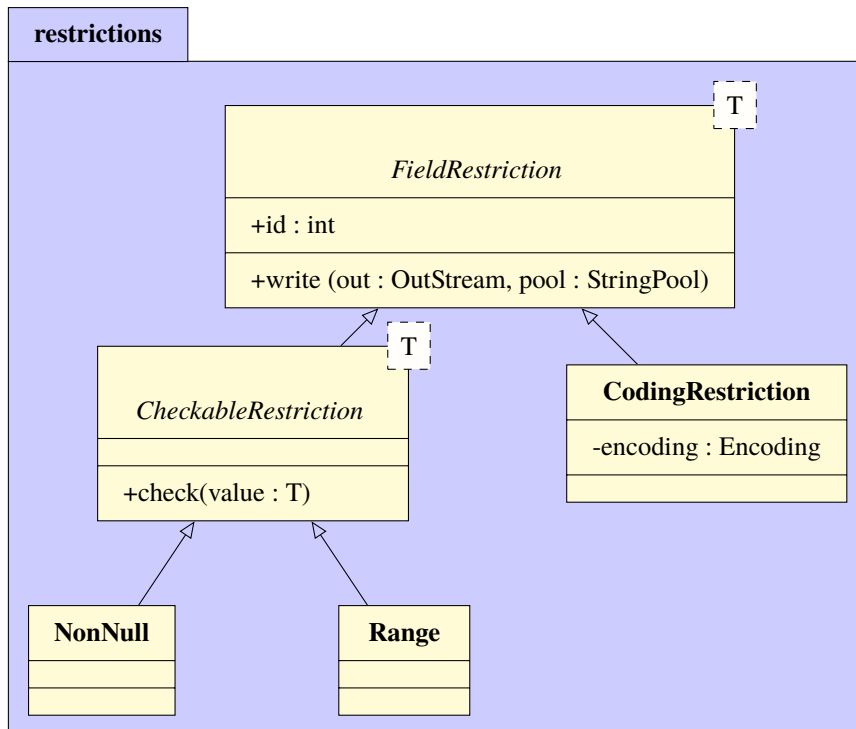 restrictions
T
FieldRestriction
+id : int
+write (out : OutStream, pool : StringPool)
T
CheckableRestriction
+check(value : T)
CodingRestriction
-encoding : Encoding
NonNull
Range